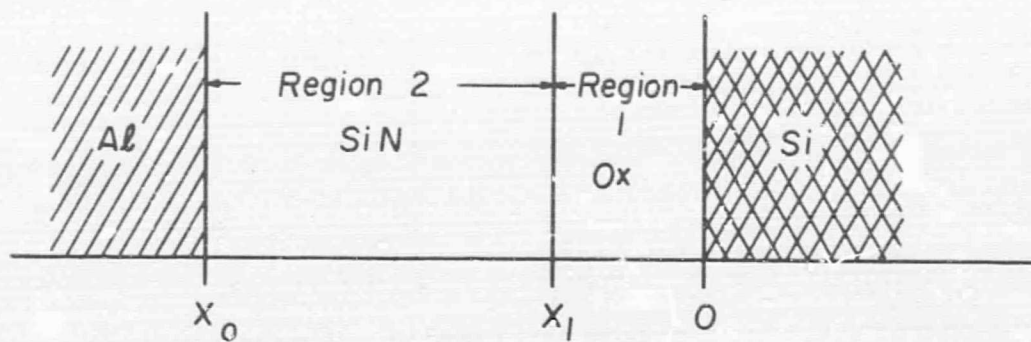 Region 2
Region
1
Al
SiN
Ox
Si
X₀
X₁
0